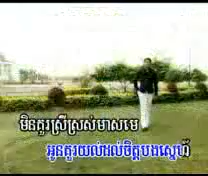 មិនគួរស្រីស្រស់មាសមេ
អូនគួរយល់ដល់ចិត្តបងស្នេហ៍